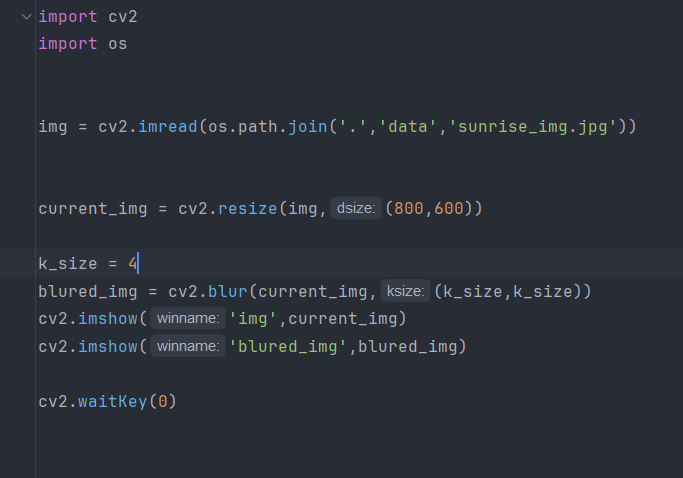 import cv2
import os
img = cv2.imread(os.path.join('.','data','sunrise_img.jpg'))
current_img = cv2.resize(img, dsize: (800,600))
k_size = 4
blured_img = cv2.blur(current_img, ksize: (k_size,k_size))
cv2.imshow( winname: 'img',current_img)
cv2.imshow( winname: 'blured_img',blured_img)
cv2.waitKey(0)